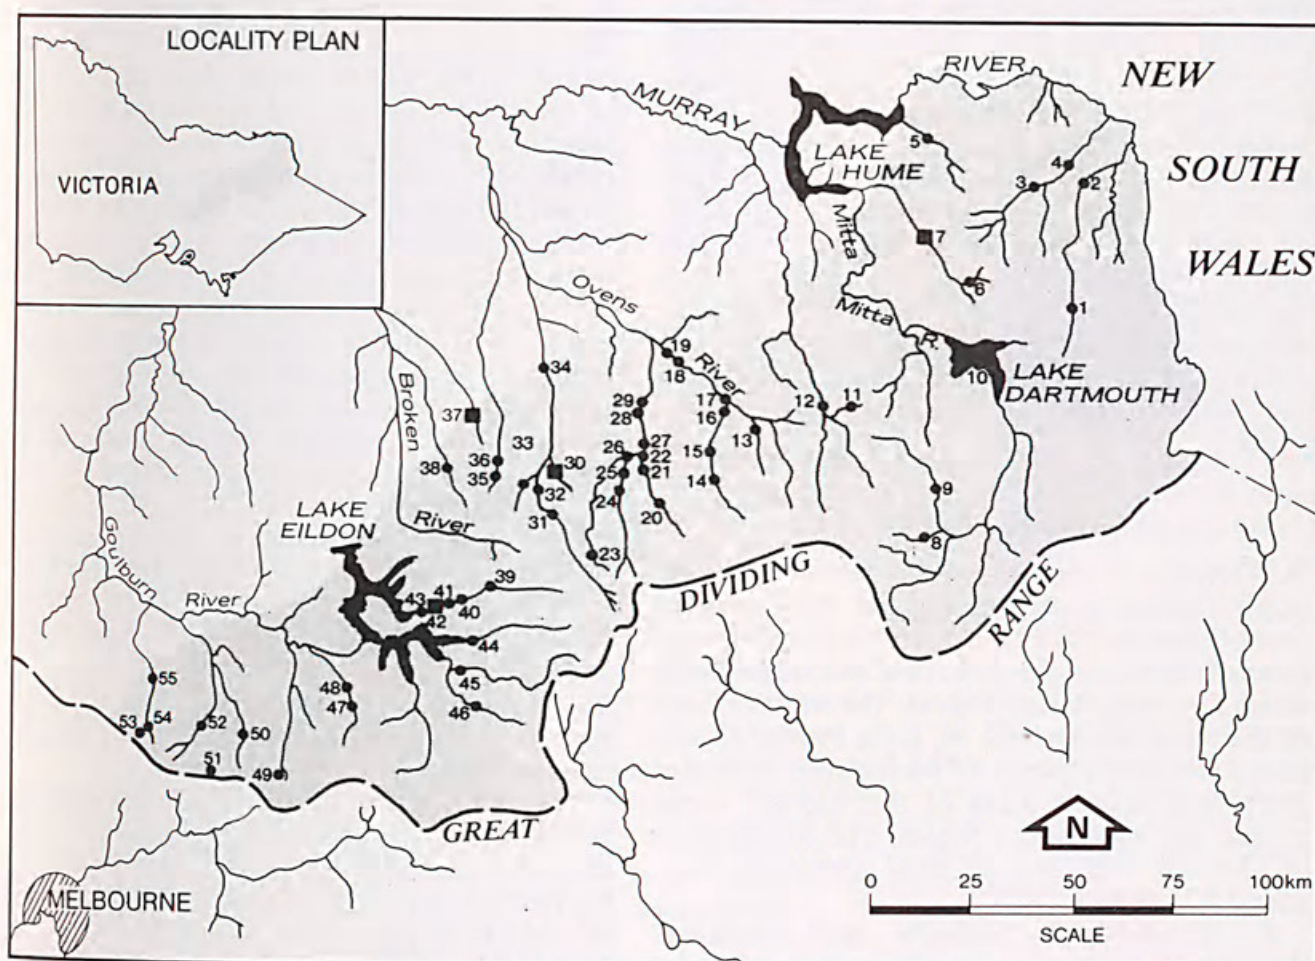 LOCALITY PLAN
VICTORIA
RIVER
NEW
MURRAY
5
LAKE
HUME
4
SOUTH
3
2
Mitta
7
WALES
6
Ovens
Mitta
R.
1
19
18
River
10
LAKE
DARTMOUTH
34
Broken
37
29
28
17
16
12
11
13
33
36
38
35
30
26
27
22
25
21
15
14
32
24
20
9
31
LAKE
EILDON
River
23
8
Goulburn
River
43
41
39
40
42
DIVIDING
RANGE
44
45
46
55
48
47
53
54
52
50
51
49
GREAT
N
MELBOURNE
0 25 50 75 100km
SCALE